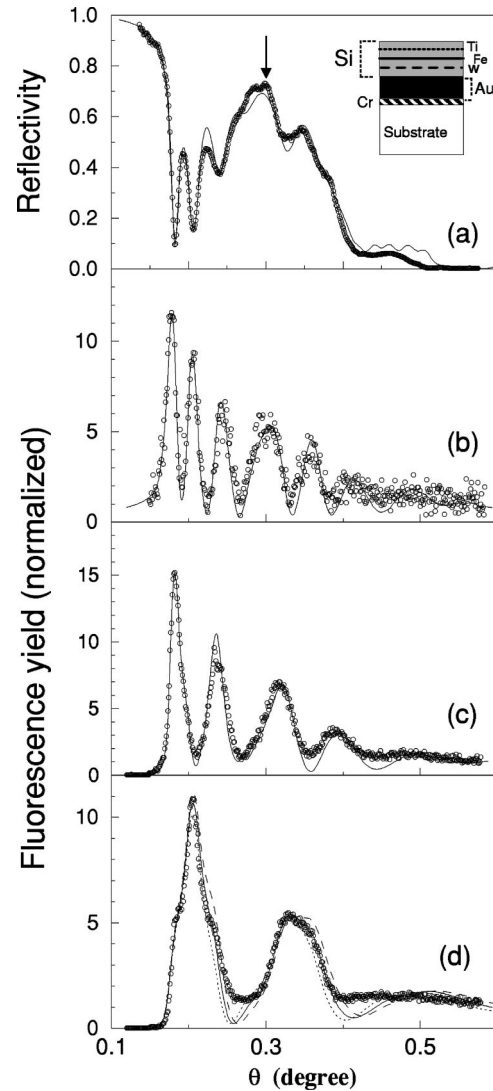 Reflectivity
1.0
0.8
0.6
0.4
0.2
0.0
Si
Ti
Fe
W
Au
Cr
Substrate
(a)
Fluorescence yield (normalized)
10
5
0
(b)
15
10
5
0
(c)
10
5
0
(d)
0.1
0.3
0.5
θ (degree)